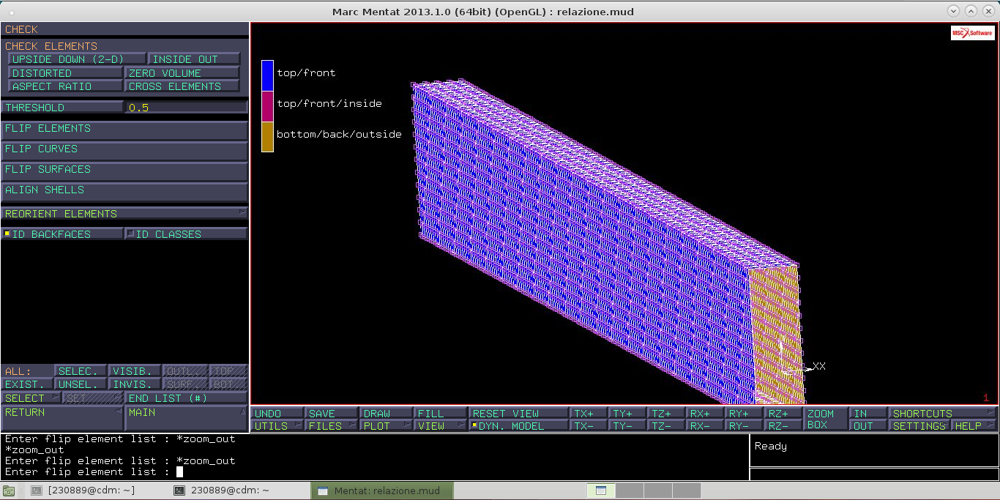 Marc Mentat 2013.1.0 (64bit) (OpenGL) : relazione.mud
CHECK
CHECK ELEMENTS
UPSIDE DOWN (2-D) INSIDE OUT
DISTORTED ZERO VOLUME
ASPECT RATIO CROSS ELEMENTS
THRESHOLD 0.5
FLIP ELEMENTS
FLIP CURVES
FLIP SURFACES
ALIGN SHELLS
REORIENT ELEMENTS
ID BACKFACES ID CLASSES
ALL: SELEC. VISIB. OUTL. TOP
EXIST. UNSEL. INVIS. SURF. BOT.
SELECT SET END LIST (#)
RETURN MAIN
MSC Software
top/front
top/front/inside
bottom/back/outside
XX
1
UNDO SAVE DRAW FILL RESET VIEW TX+ TY+ TZ+ RX+ RY+ RZ+ ZOOM IN SHORTCUTS
UTILS FILES PLOT VIEW DYN. MODEL TX- TY- TZ- RX- RY- RZ- BOX OUT SETTINGS HELP
Enter flip element list : *zoom_out
*zoom_out
Enter flip element list : *zoom_out
Enter flip element list :
Ready
[230889@cdm: ~] 230889@cdm: ~ Mentat: relazione.mud